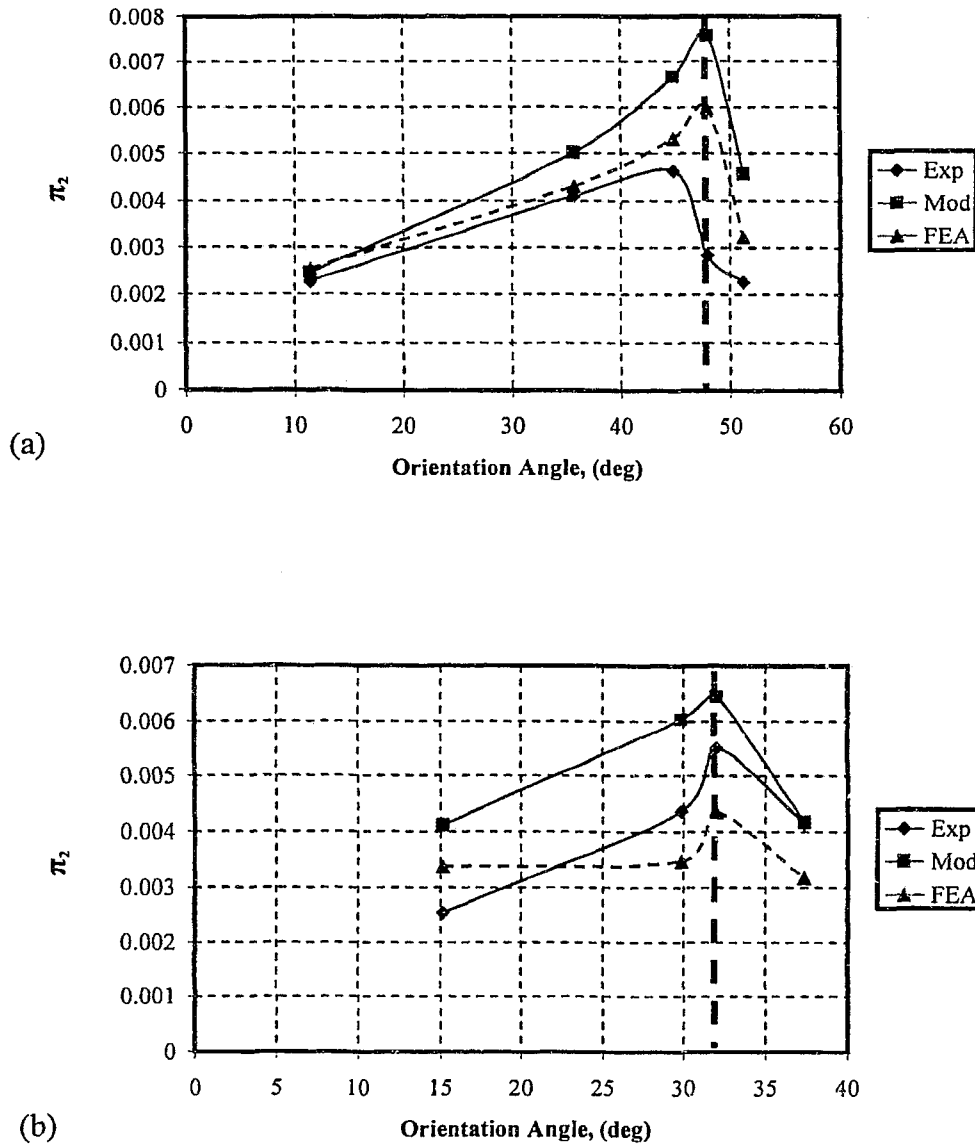 0.008
0.007
0.006
0.005
0.004
0.003
0.002
0.001
0
π2
0 10 20 30 40 50 60
Orientation Angle, (deg)
Exp
Mod
FEA
(a)
0.007
0.006
0.005
0.004
0.003
0.002
0.001
0
π2
0 5 10 15 20 25 30 35 40
Orientation Angle, (deg)
Exp
Mod
FEA
(b)